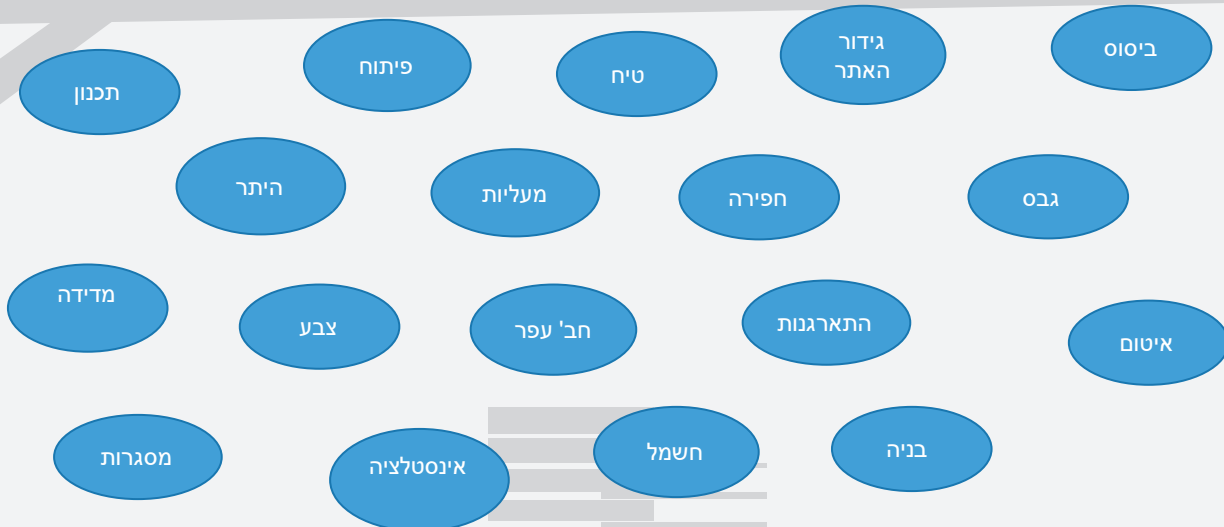 ביסוס
גידור
האתר
טיח
פיתוח
תכנון
גבס
חפירה
מעליות
היתר
איטום
התארגנות
חב' עפר
צבע
מדידה
בניה
חשמל
אינסטלציה
מסגרות